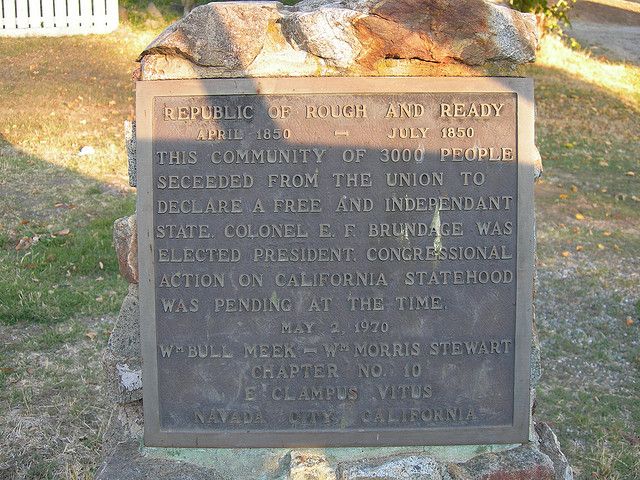 REPUBLIC OF ROUGH AND READY
APRIL 1850 – JULY 1850
THIS COMMUNITY OF 3000 PEOPLE
SECEEDED FROM THE UNION TO
DECLARE A FREE AND INDEPENDANT
STATE. COLONEL E. F. BRUNDAGE WAS
ELECTED PRESIDENT. CONGRESSIONAL
ACTION ON CALIFORNIA STATEHOOD
WAS PENDING AT THE TIME.
MAY 2, 1970
Wᴹ BULL MEEK – Wᴹ MORRIS STEWART
CHAPTER NO. 10
E CLAMPUS VITUS
NAVADA CITY, CALIFORNIA